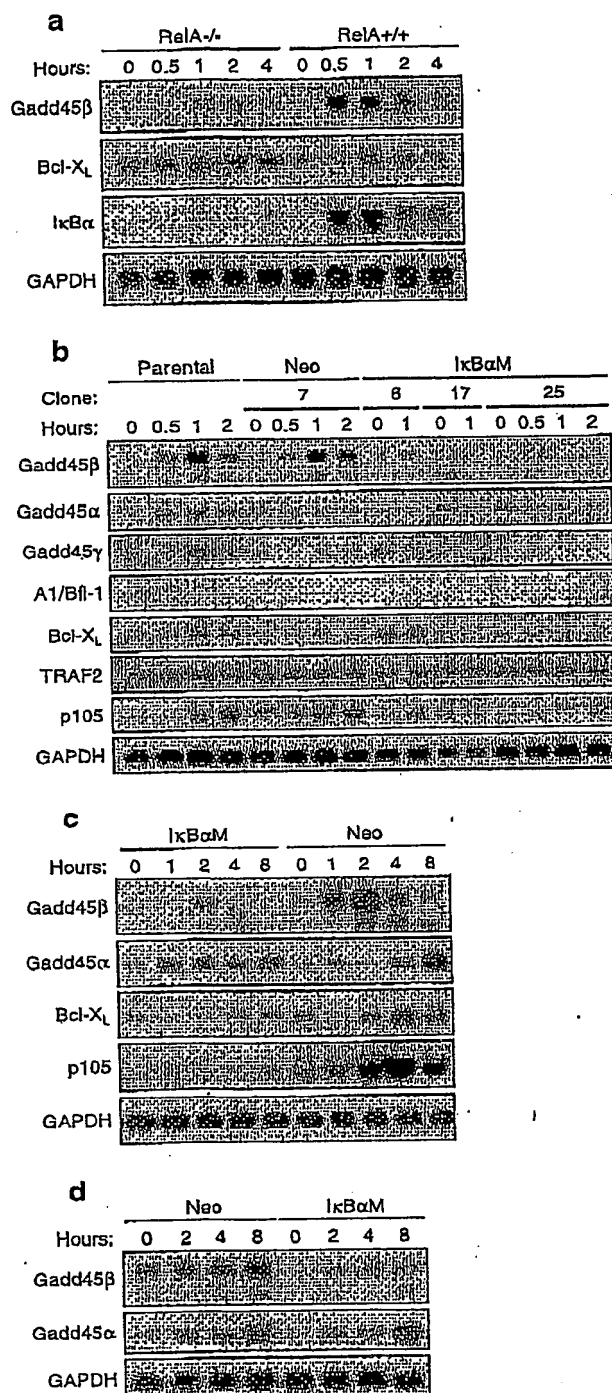 a
RelA-/- RelA+/+
Hours: 0 0.5 1 2 4 0 0.5 1 2 4
Gadd45β
Bcl-XL
IκBα
GAPDH
b
Parental Neo IκBαM
Clone: 7 8 17 25
Hours: 0 0.5 1 2 0 0.5 1 2 0 1 0 1 0 0.5 1 2
Gadd45β
Gadd45α
Gadd45γ
A1/Bfl-1
Bcl-XL
TRAF2
p105
GAPDH
c
IκBαM Neo
Hours: 0 1 2 4 8 0 1 2 4 8
Gadd45β
Gadd45α
Bcl-XL
p105
GAPDH
d
Neo IκBαM
Hours: 0 2 4 8 0 2 4 8
Gadd45β
Gadd45α
GAPDH